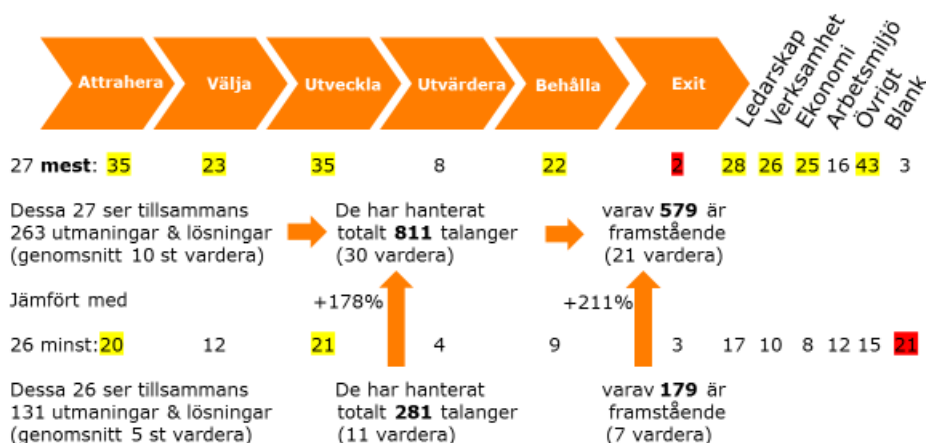 Attrahera Välja Utveckla Utvärdera Behålla Exit Ledarskap Verksamhet Ekonomi Arbetsmiljö Övrigt Blank
27 mest: 35 23 35 8 22 2 28 26 25 16 43 3
Dessa 27 ser tillsammans
263 utmaningar & lösningar
(genomsnitt 10 st vardera)
De har hanterat
totalt 811 talanger
(30 vardera)
varav 579 är
framstående
(21 vardera)
Jämfört med +178% +211%
26 minst: 20 12 21 4 9 3 17 10 8 12 15 21
Dessa 26 ser tillsammans
131 utmaningar & lösningar
(genomsnitt 5 st vardera)
De har hanterat
totalt 281 talanger
(11 vardera)
varav 179 är
framstående
(7 vardera)